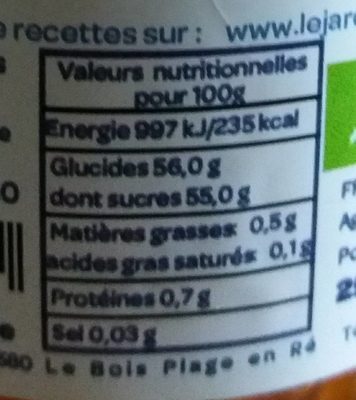 recettes sur : www.lejar
Valeurs nutritionnelles
pour 100g
Energie 997 kJ/235 kcal
Glucides 56,0 g
dont sucres 55,0 g
Matières grasses 0,5 g
acides gras saturés 0,1g
Protéines 0,7 g
Sel 0,03 g
580 Le Bois Plage en Ré